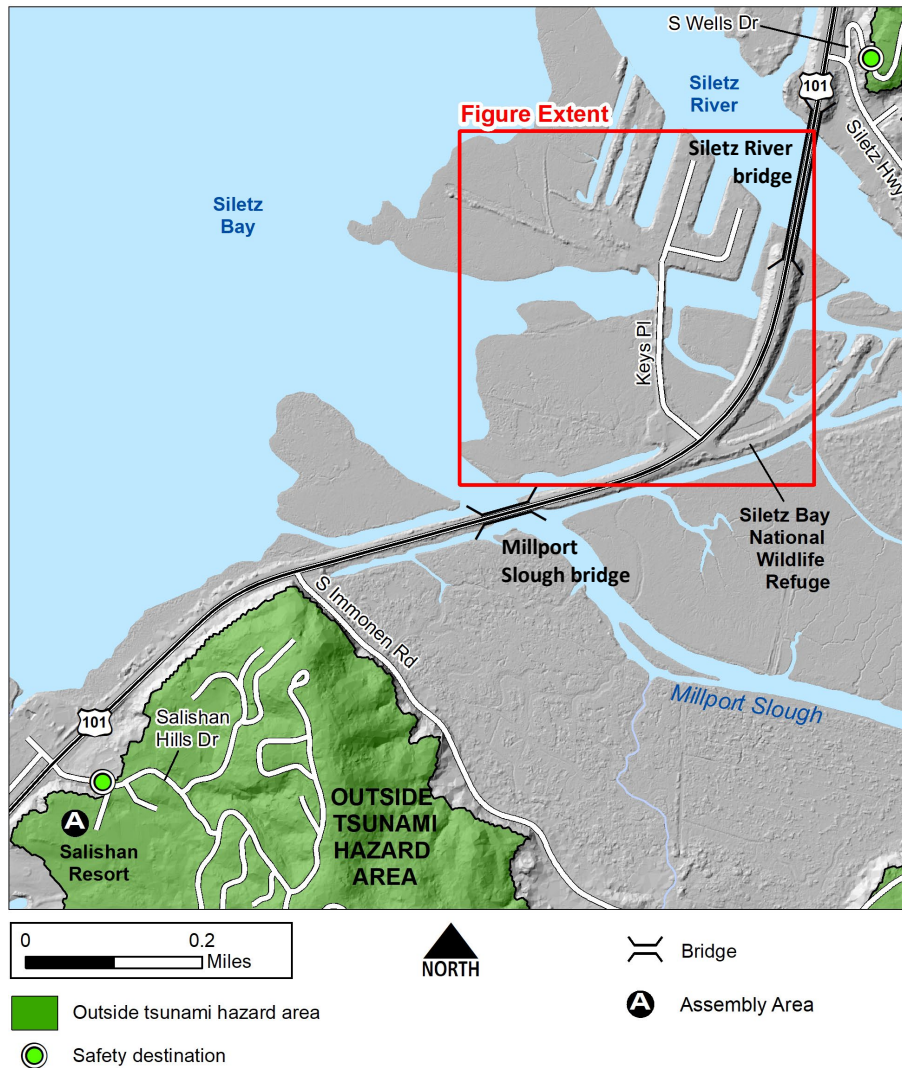 S Wells Dr
101
Siletz
River
Siletz Hwy
Figure Extent
Siletz River
bridge
Siletz
Bay
Keys Pl
Siletz Bay
National
Wildlife
Refuge
Millport
Slough bridge
S Immonen Rd
Millport Slough
101
Salishan
Hills Dr
OUTSIDE
TSUNAMI
HAZARD
AREA
A
Salishan
Resort
0 0.2
Miles
NORTH
Bridge
A Assembly Area
Outside tsunami hazard area
Safety destination